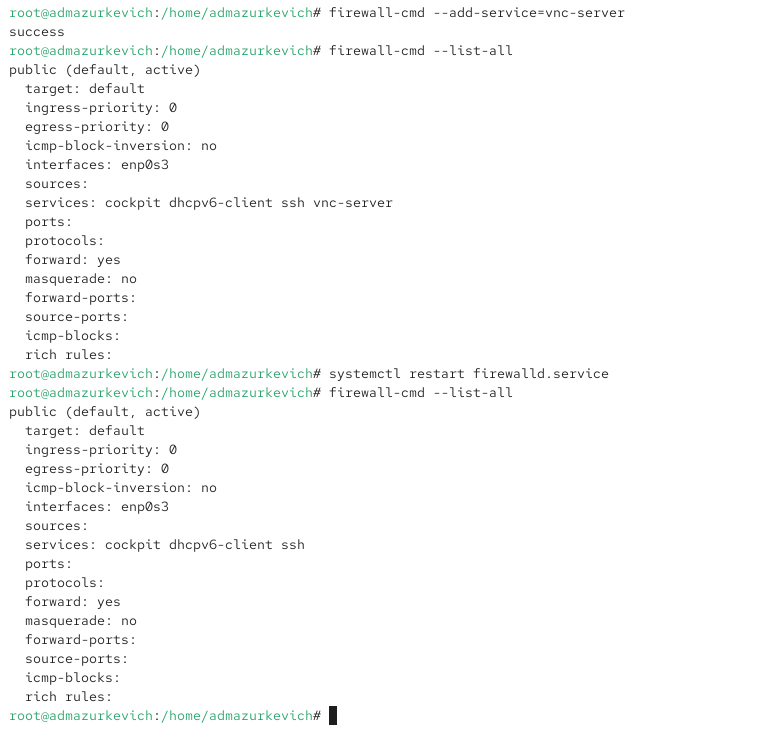 root@admazurkevich:/home/admazurkevich# firewall-cmd --add-service=vnc-server
success
root@admazurkevich:/home/admazurkevich# firewall-cmd --list-all
public (default, active)
  target: default
  ingress-priority: 0
  egress-priority: 0
  icmp-block-inversion: no
  interfaces: enp0s3
  sources:
  services: cockpit dhcpv6-client ssh vnc-server
  ports:
  protocols:
  forward: yes
  masquerade: no
  forward-ports:
  source-ports:
  icmp-blocks:
  rich rules:
root@admazurkevich:/home/admazurkevich# systemctl restart firewalld.service
root@admazurkevich:/home/admazurkevich# firewall-cmd --list-all
public (default, active)
  target: default
  ingress-priority: 0
  egress-priority: 0
  icmp-block-inversion: no
  interfaces: enp0s3
  sources:
  services: cockpit dhcpv6-client ssh
  ports:
  protocols:
  forward: yes
  masquerade: no
  forward-ports:
  source-ports:
  icmp-blocks:
  rich rules:
root@admazurkevich:/home/admazurkevich#